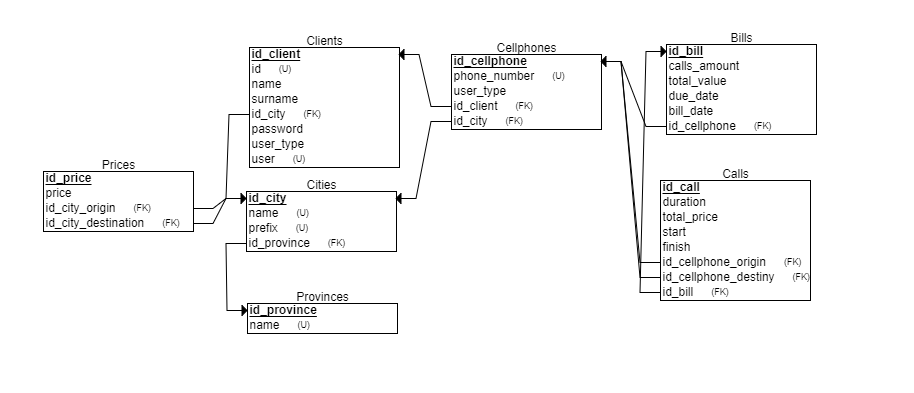 Clients
id_client
id (U)
name
surname
id_city (FK)
password
user_type
user (U)
Cellphones
id_cellphone
phone_number (U)
user_type
id_client (FK)
id_city (FK)
Bills
id_bill
calls_amount
total_value
due_date
bill_date
id_cellphone (FK)
Prices
id_price
price
id_city_origin (FK)
id_city_destination (FK)
Cities
id_city
name (U)
prefix (U)
id_province (FK)
Calls
id_call
duration
total_price
start
finish
id_cellphone_origin (FK)
id_cellphone_destiny (FK)
id_bill (FK)
Provinces
id_province
name (U)